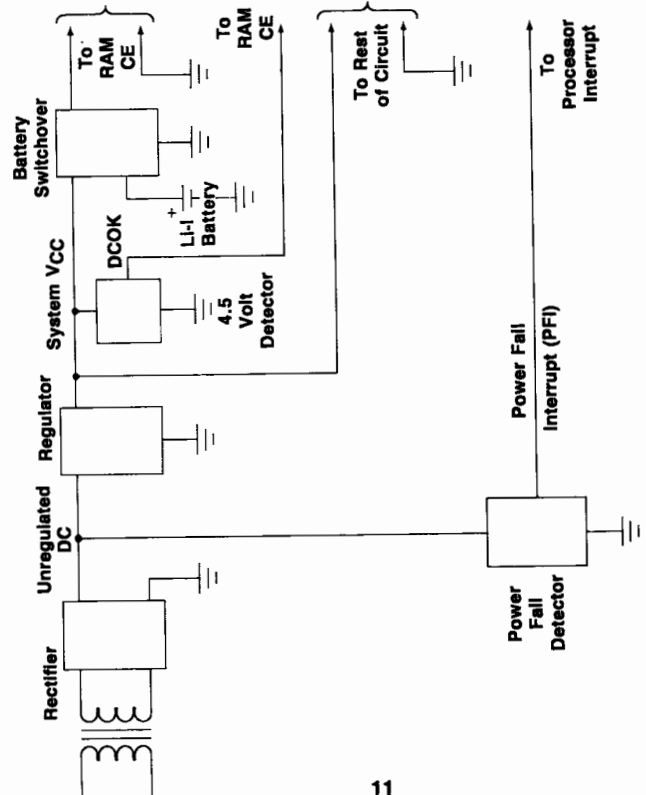 Rectifier
Unregulated
DC
Regulator
System VCC
DCOK
4.5
Volt
Detector
Battery
Switchover
+
Li-I
Battery
To
RAM
CE
To
RAM
CE
To Rest
of Circuit
Power
Fail
Detector
Power Fail
Interrupt (PFI)
To
Processor
Interrupt
11